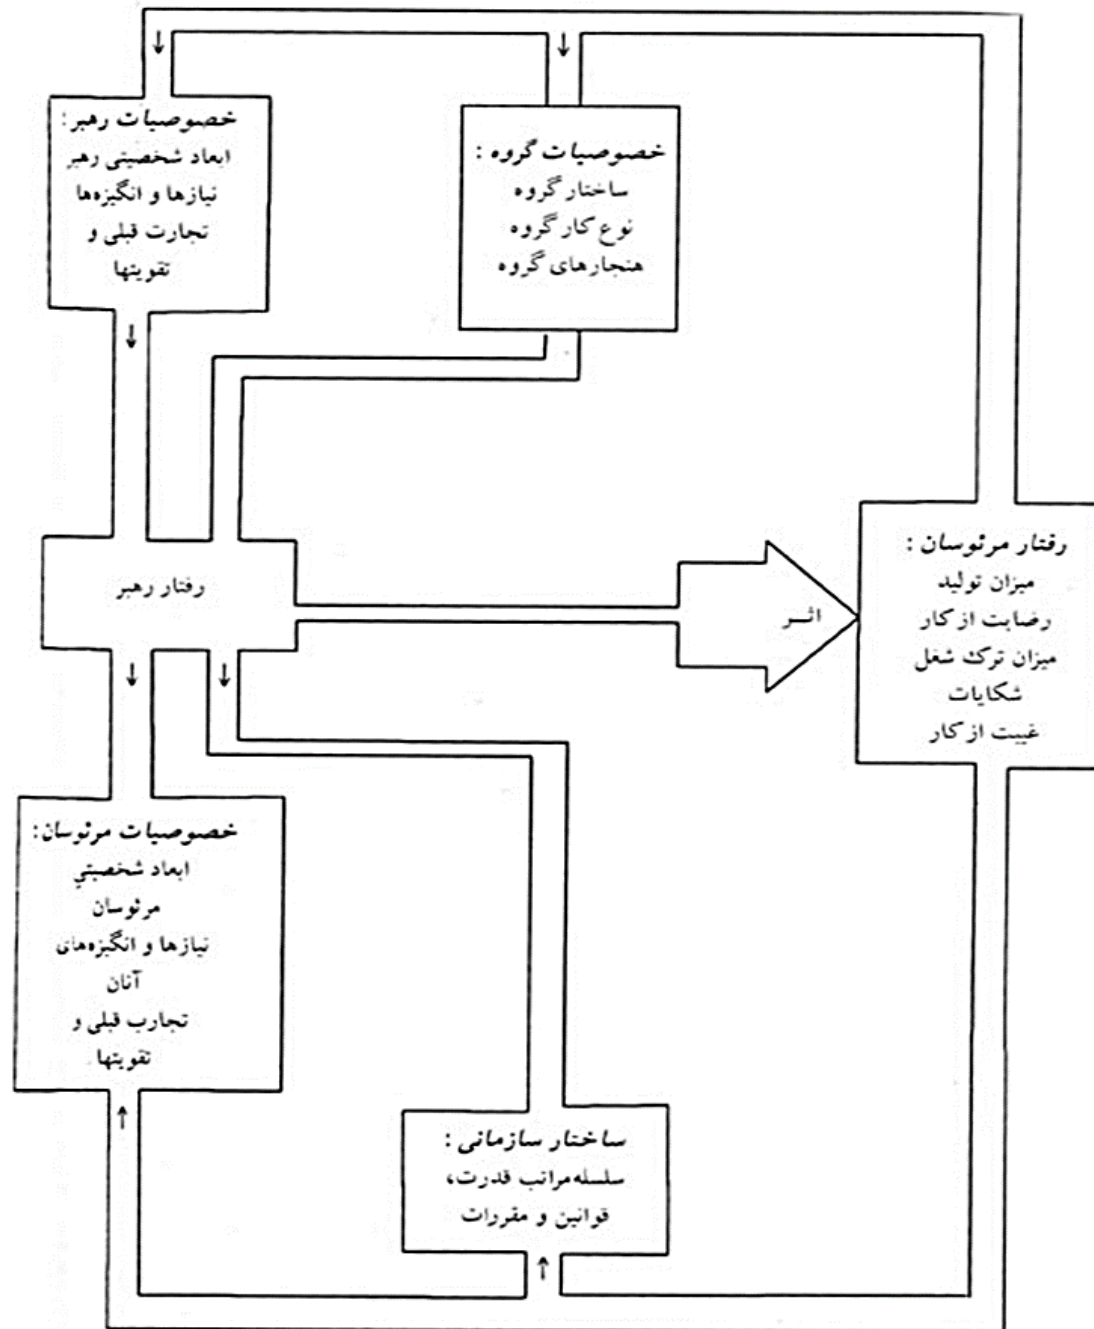 خصوصیات رهبر :
ابعاد شخصیتی رهبر
نیازها و انگیزه‌ها
تجارت قبلی و
تقویتها
خصوصیات گروه :
ساختار گروه
نوع کار گروه
هنجارهای گروه
رفتار رهبر
اثـر
رفتار مرئوسان :
میزان تولید
رضایت از کار
میزان ترک شغل
شکایات
غیبت از کار
خصوصیات مرئوسان:
ابعاد شخصیتي
مرئوسان
نیازها و انگیزه‌های
آنان
تجارب قبلی و
تقویتها
ساختار سازمانی :
سلسله‌مراتب قدرت،
قوانین و مقررات